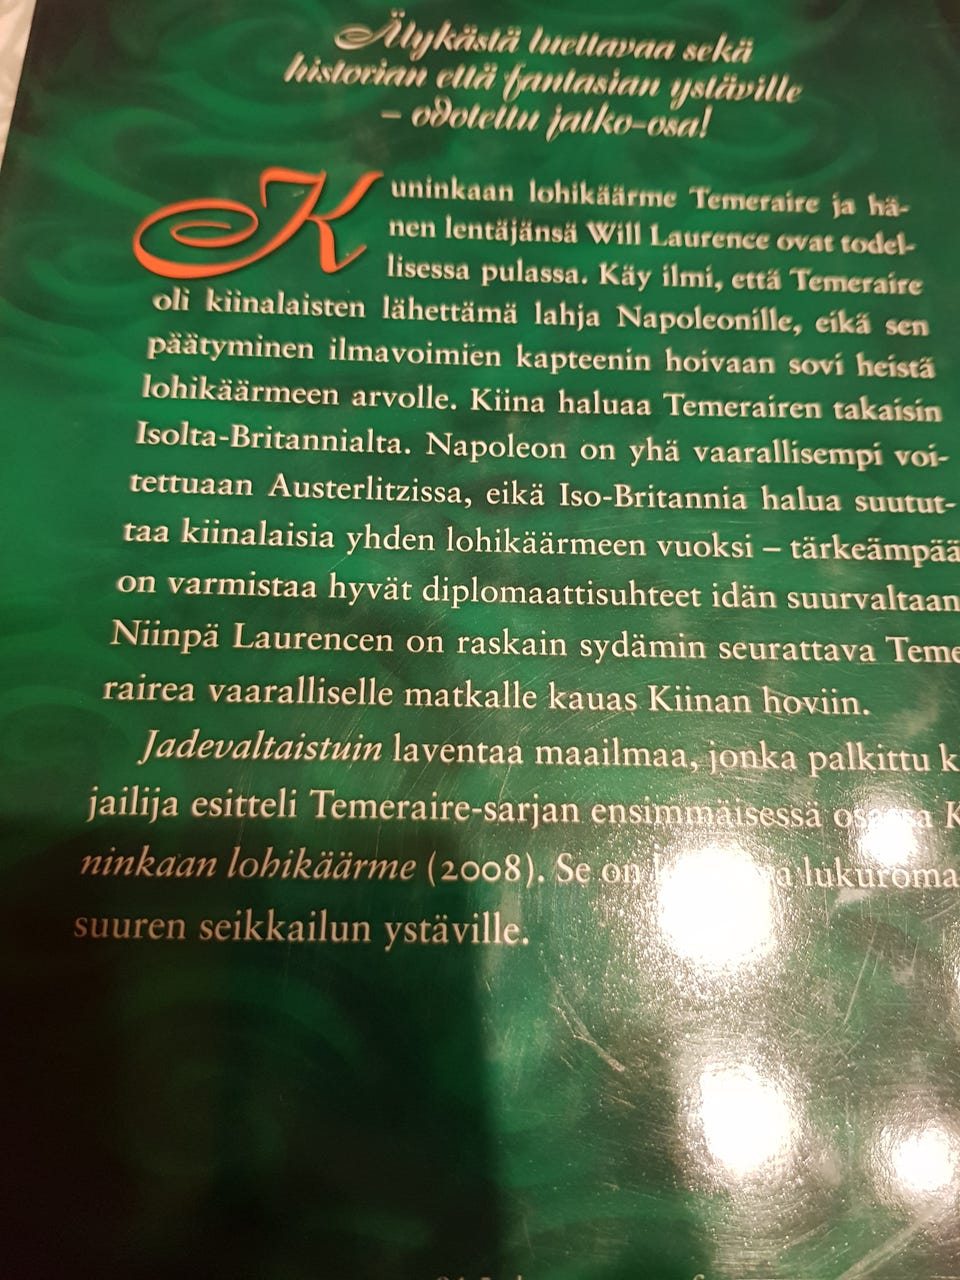 Älykästä luettavaa sekä
historian että fantasian ystäville
– odotettu jatko-osa!
Kuninkaan lohikäärme Temeraire ja hä-
nen lentäjänsä Will Laurence ovat todel-
lisessa pulassa. Käy ilmi, että Temeraire
oli kiinalaisten lähettämä lahja Napoleonille, eikä sen
päätyminen ilmavoimien kapteenin hoivaan sovi heistä
lohikäärmeen arvolle. Kiina haluaa Temerairen takaisin
Isolta-Britannialta. Napoleon on yhä vaarallisempi voi-
tettuaan Austerlitzissa, eikä Iso-Britannia halua suutut-
taa kiinalaisia yhden lohikäärmeen vuoksi – tärkeämpää
on varmistaa hyvät diplomaattisuhteet idän suurvaltaan
Niinpä Laurencen on raskain sydämin seurattava Teme
rairea vaaralliselle matkalle kauas Kiinan hoviin.
Jadevaltaistuin laventaa maailmaa, jonka palkittu k
jailija esitteli Temeraire-sarjan ensimmäisessä osassa K
ninkaan lohikäärme (2008). Se on lukuroma
suuren seikkailun ystäville.